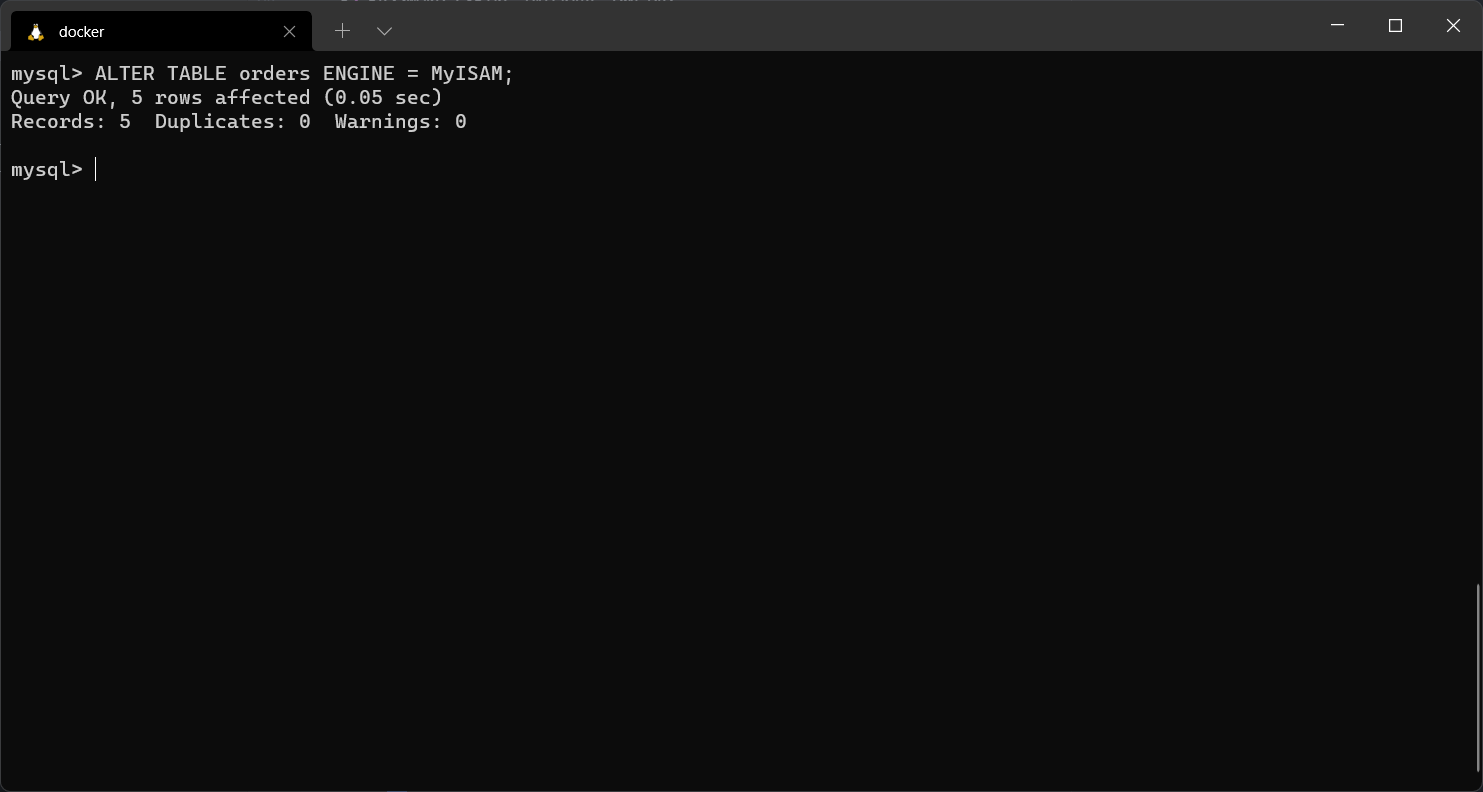 docker
mysql> ALTER TABLE orders ENGINE = MyISAM;
Query OK, 5 rows affected (0.05 sec)
Records: 5  Duplicates: 0  Warnings: 0
mysql>